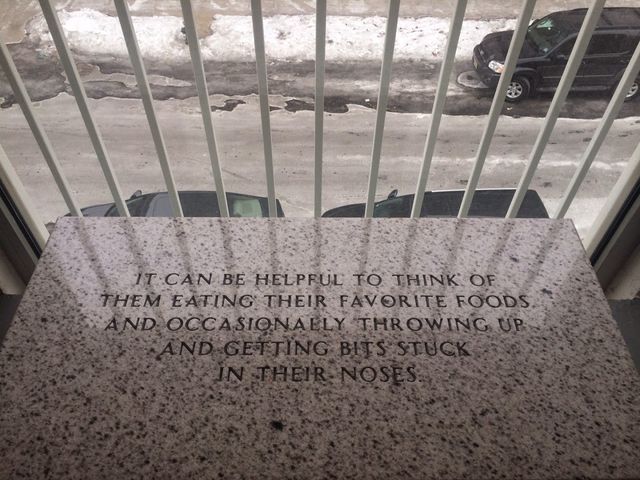 IT CAN BE HELPFUL TO THINK OF
THEM EATING THEIR FAVORITE FOODS
AND OCCASIONALLY THROWING UP
AND GETTING BITS STUCK
IN THEIR NOSES.